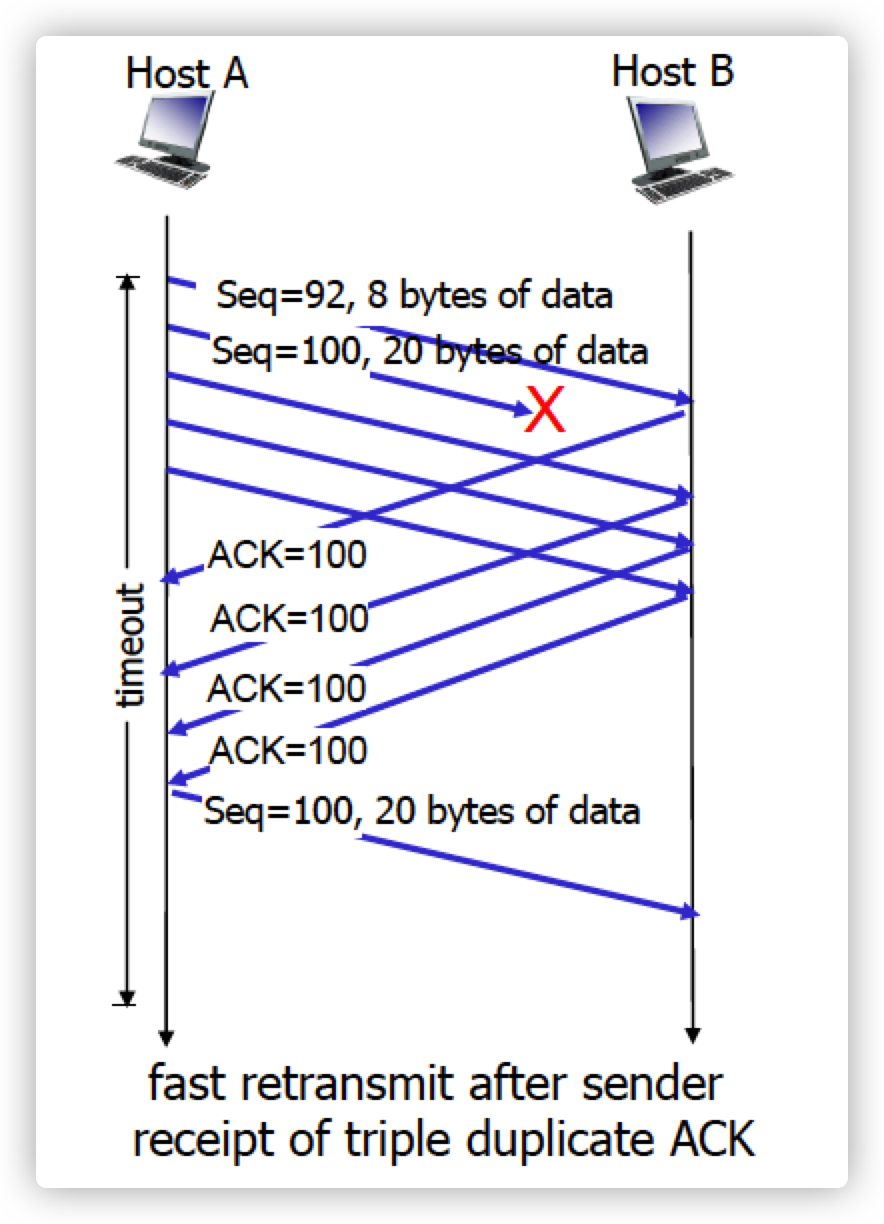 Host A
Host B
Seq=92, 8 bytes of data
Seq=100, 20 bytes of data
X
ACK=100
ACK=100
ACK=100
ACK=100
timeout
Seq=100, 20 bytes of data
fast retransmit after sender
receipt of triple duplicate ACK